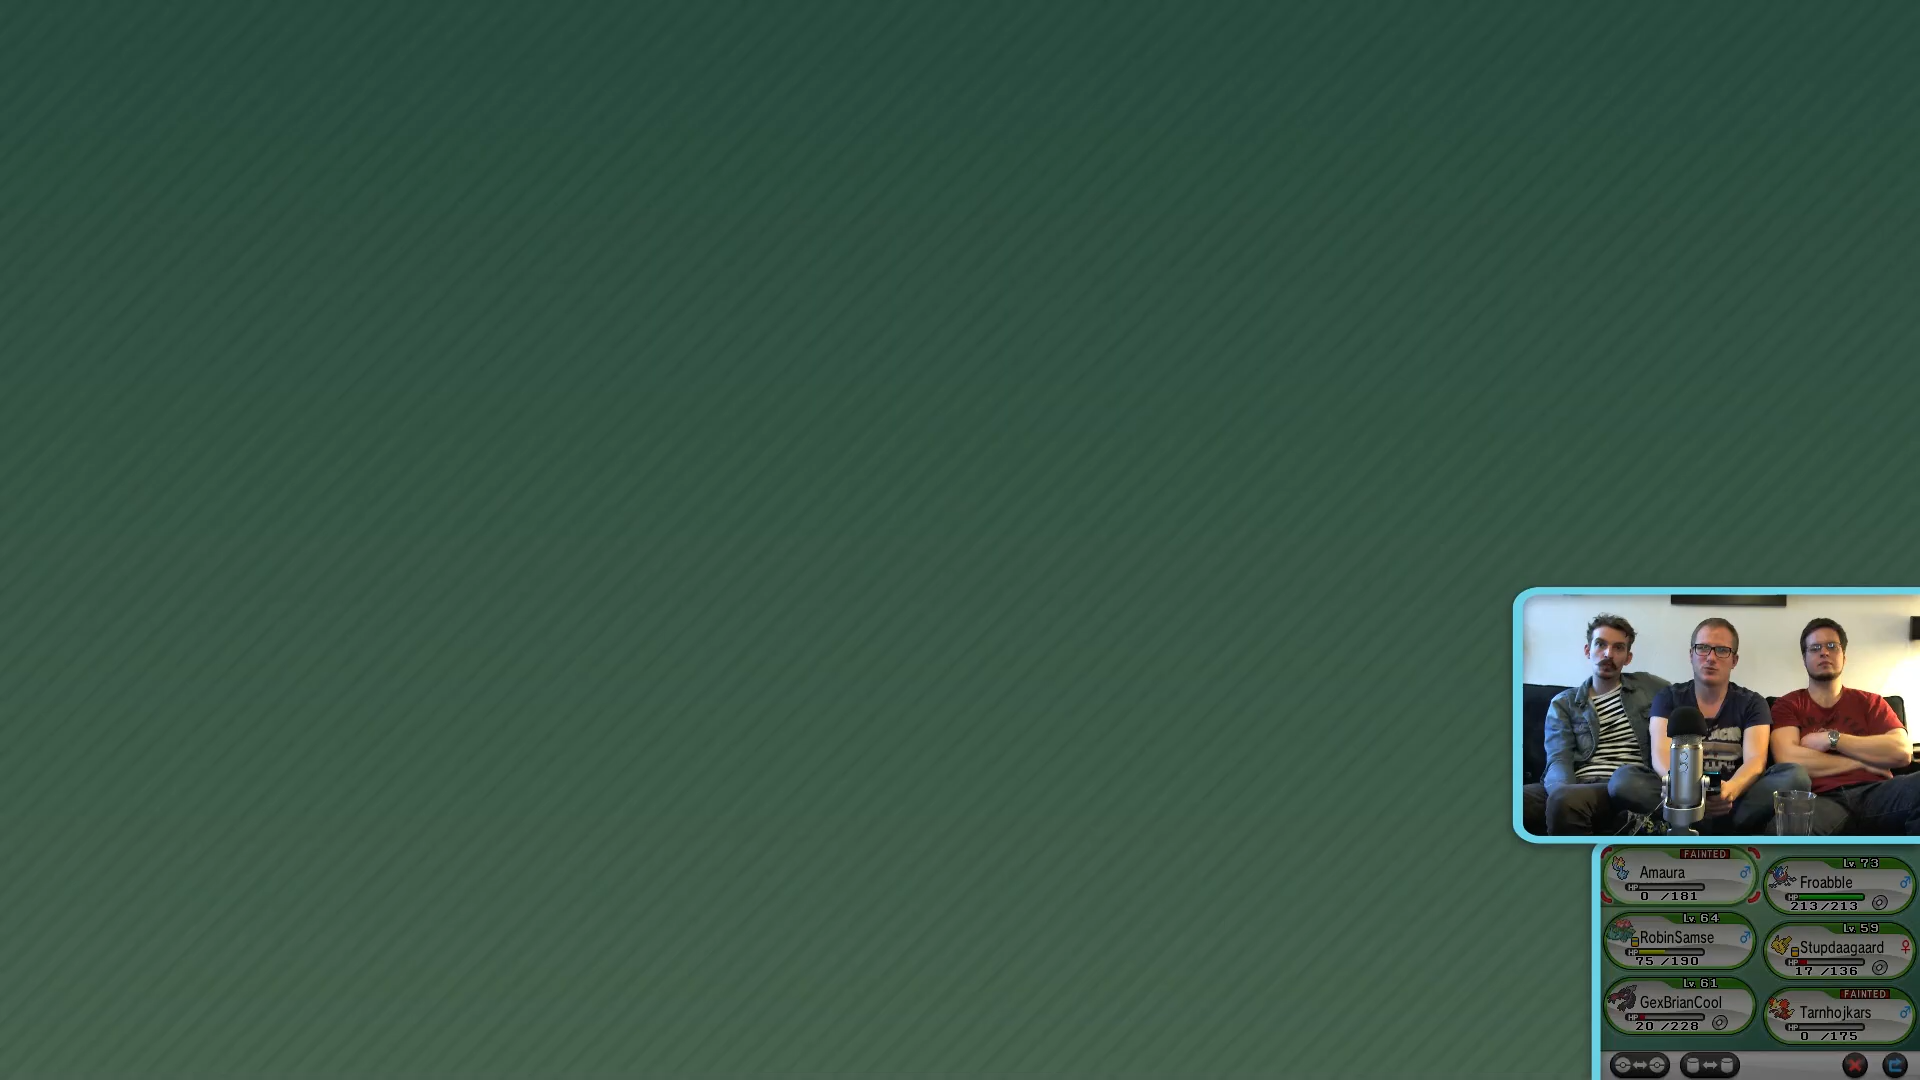 FAINTED
Amaura ♂
HP
0 /181
Lv. 73
Froabble ♂
HP
213/213
Lv. 64
RobinSamse ♂
HP
75 /190
Lv. 59
Stupdaagaard ♀
HP
17 /136
Lv. 61
GexBrianCool
HP
20 /228
FAINTED
Tarnhojkars ♂
HP
0 /175